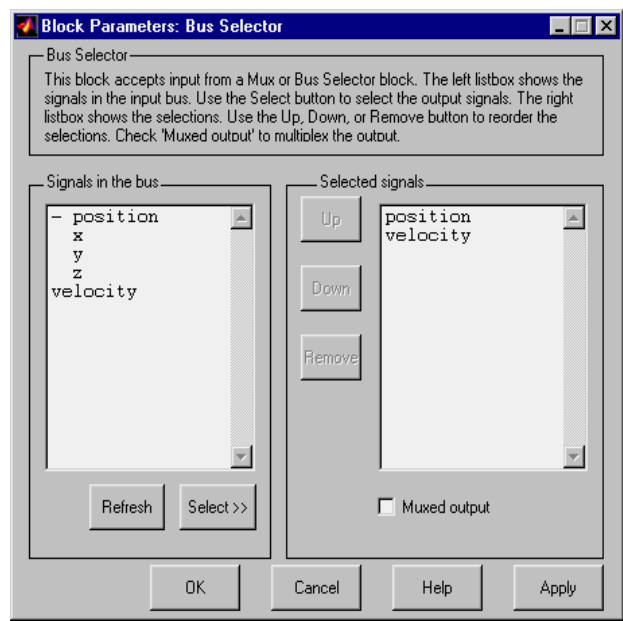 Block Parameters: Bus Selector
Bus Selector
This block accepts input from a Mux or Bus Selector block. The left listbox shows the
signals in the input bus. Use the Select button to select the output signals. The right
listbox shows the selections. Use the Up, Down, or Remove button to reorder the
selections. Check 'Muxed output' to multiplex the output.
Signals in the bus
- position
x
y
z
velocity
Refresh
Select >>
Selected signals
Up
Down
Remove
position
velocity
Muxed output
OK
Cancel
Help
Apply